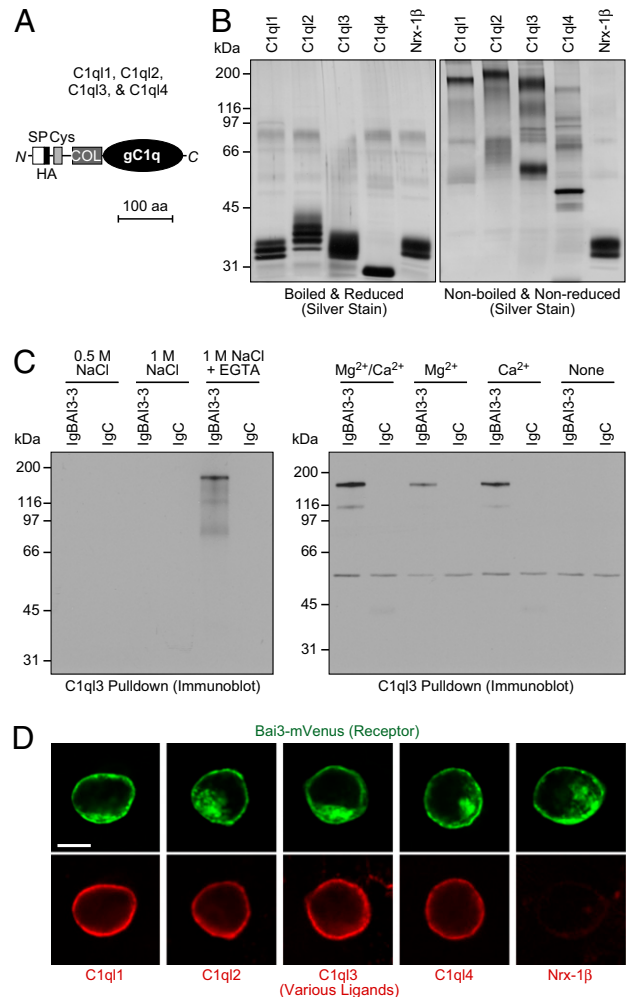 A
C1ql1, C1ql2,
C1ql3, & C1ql4
SP Cys
N COL gC1q C
HA
100 aa
B
kDa C1ql1 C1ql2 C1ql3 C1ql4 Nrx-1β C1ql1 C1ql2 C1ql3 C1ql4 Nrx-1β
200
116
97
66
45
31
Boiled & Reduced
(Silver Stain)
Non-boiled & Non-reduced
(Silver Stain)
C
0.5 M
NaCl
1 M
NaCl
1 M NaCl
+ EGTA
kDa IgBAI3-3 IgC IgBAI3-3 IgC IgBAI3-3 IgC
200
116
97
66
45
31
C1ql3 Pulldown (Immunoblot)
Mg2+/Ca2+ Mg2+ Ca2+ None
kDa IgBAI3-3 IgC IgBAI3-3 IgC IgBAI3-3 IgC IgBAI3-3 IgC
200
116
97
66
45
31
C1ql3 Pulldown (Immunoblot)
D
Bai3-mVenus (Receptor)
C1ql1 C1ql2 C1ql3 C1ql4 Nrx-1β
(Various Ligands)